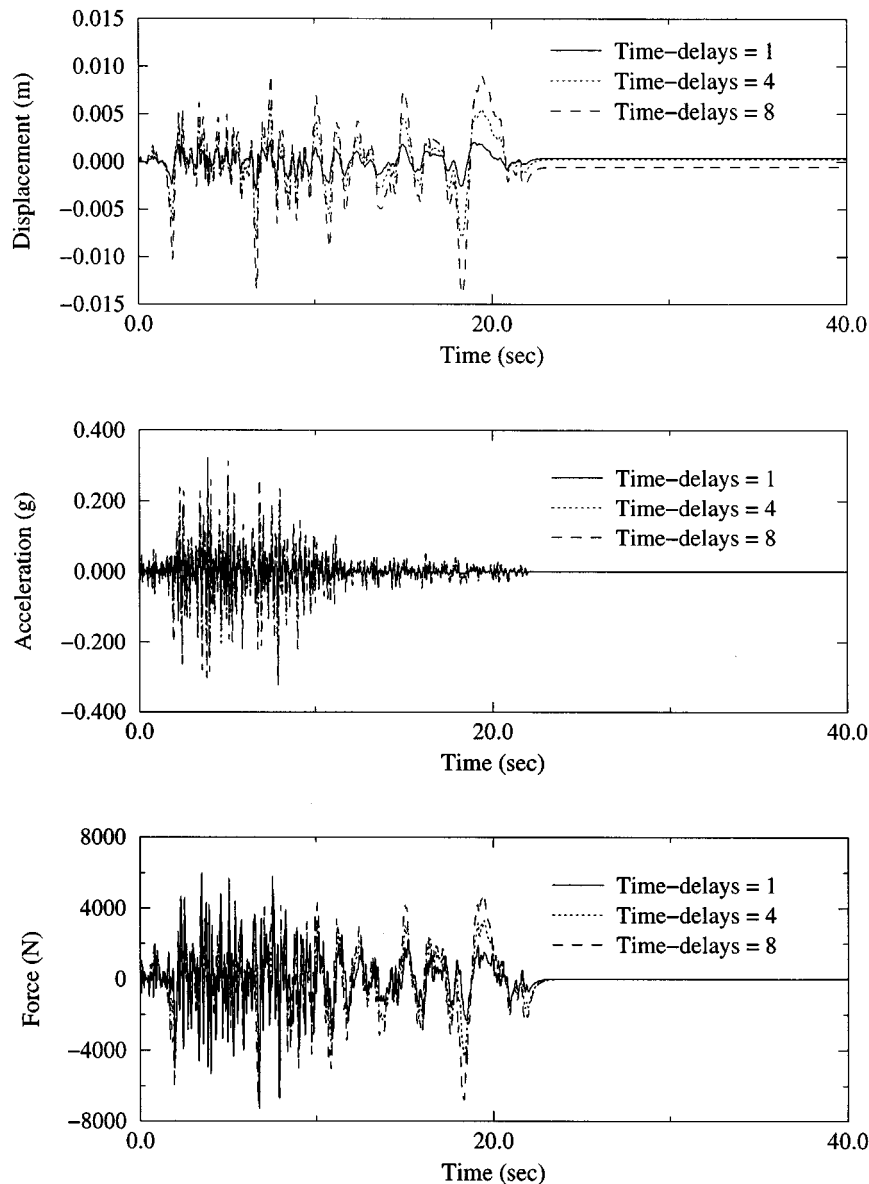 0.015
0.010
0.005
0.000
−0.005
−0.010
−0.015
Displacement (m)
Time−delays = 1
Time−delays = 4
Time−delays = 8
0.0
20.0
40.0
Time (sec)
0.400
0.200
0.000
−0.200
−0.400
Acceleration (g)
Time−delays = 1
Time−delays = 4
Time−delays = 8
0.0
20.0
40.0
Time (sec)
8000
4000
0
−4000
−8000
Force (N)
Time−delays = 1
Time−delays = 4
Time−delays = 8
0.0
20.0
40.0
Time (sec)